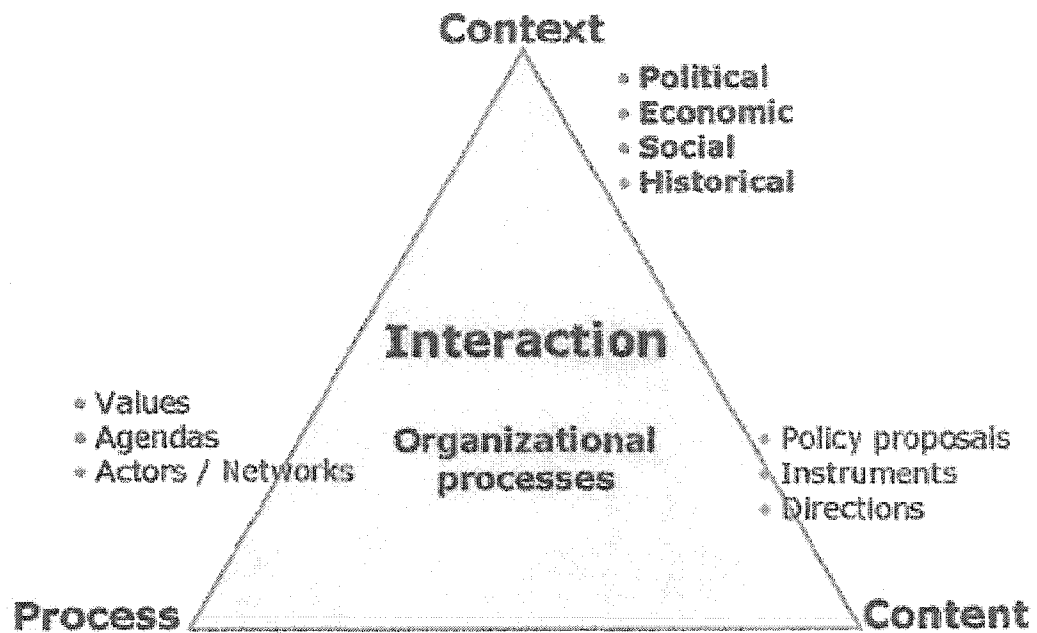 Context
• Political
• Economic
• Social
• Historical
Interaction
• Values
• Agendas
• Actors / Networks
Organizational
processes
• Policy proposals
• Instruments
• Directions
Process
Content